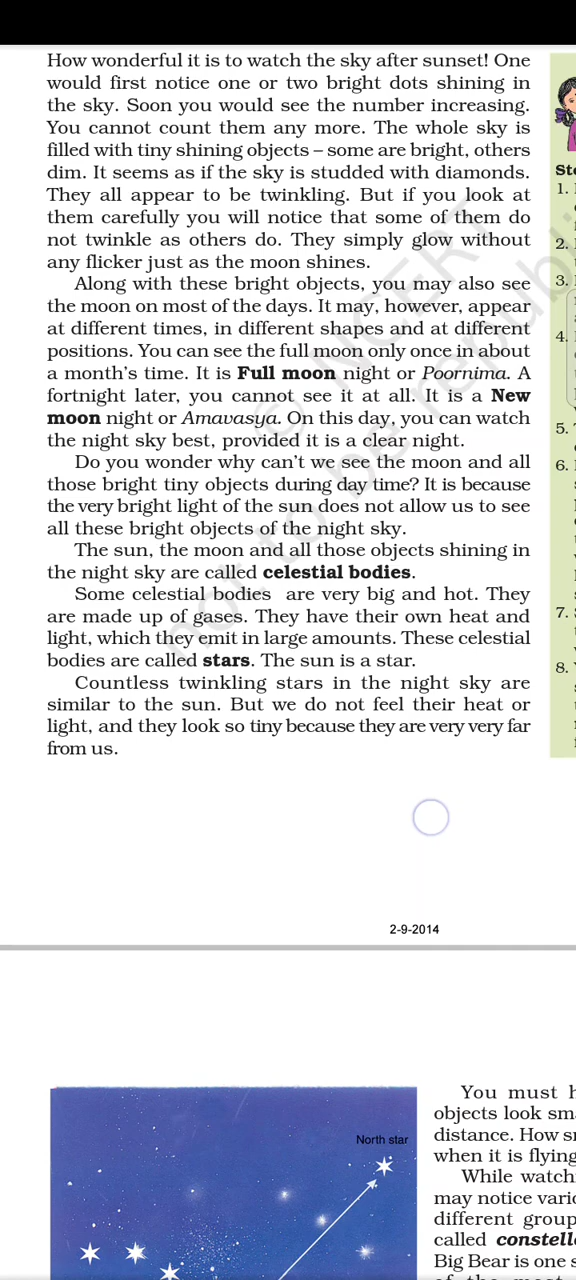 How wonderful it is to watch the sky after sunset! One
would first notice one or two bright dots shining in
the sky. Soon you would see the number increasing.
You cannot count them any more. The whole sky is
filled with tiny shining objects – some are bright, others
dim. It seems as if the sky is studded with diamonds.
They all appear to be twinkling. But if you look at
them carefully you will notice that some of them do
not twinkle as others do. They simply glow without
any flicker just as the moon shines.
Along with these bright objects, you may also see
the moon on most of the days. It may, however, appear
at different times, in different shapes and at different
positions. You can see the full moon only once in about
a month's time. It is Full moon night or Poornima. A
fortnight later, you cannot see it at all. It is a New
moon night or Amavasya. On this day, you can watch
the night sky best, provided it is a clear night.
Do you wonder why can't we see the moon and all
those bright tiny objects during day time? It is because
the very bright light of the sun does not allow us to see
all these bright objects of the night sky.
The sun, the moon and all those objects shining in
the night sky are called celestial bodies.
Some celestial bodies are very big and hot. They
are made up of gases. They have their own heat and
light, which they emit in large amounts. These celestial
bodies are called stars. The sun is a star.
Countless twinkling stars in the night sky are
similar to the sun. But we do not feel their heat or
light, and they look so tiny because they are very very far
from us.
1.
2.
3.
4.
5.
6.
7.
8.
© NCERT
not to be republi
2-9-2014
North star
You must
objects look
distance. How
when it is flying
While
may notice
different
called
Big Bear is one